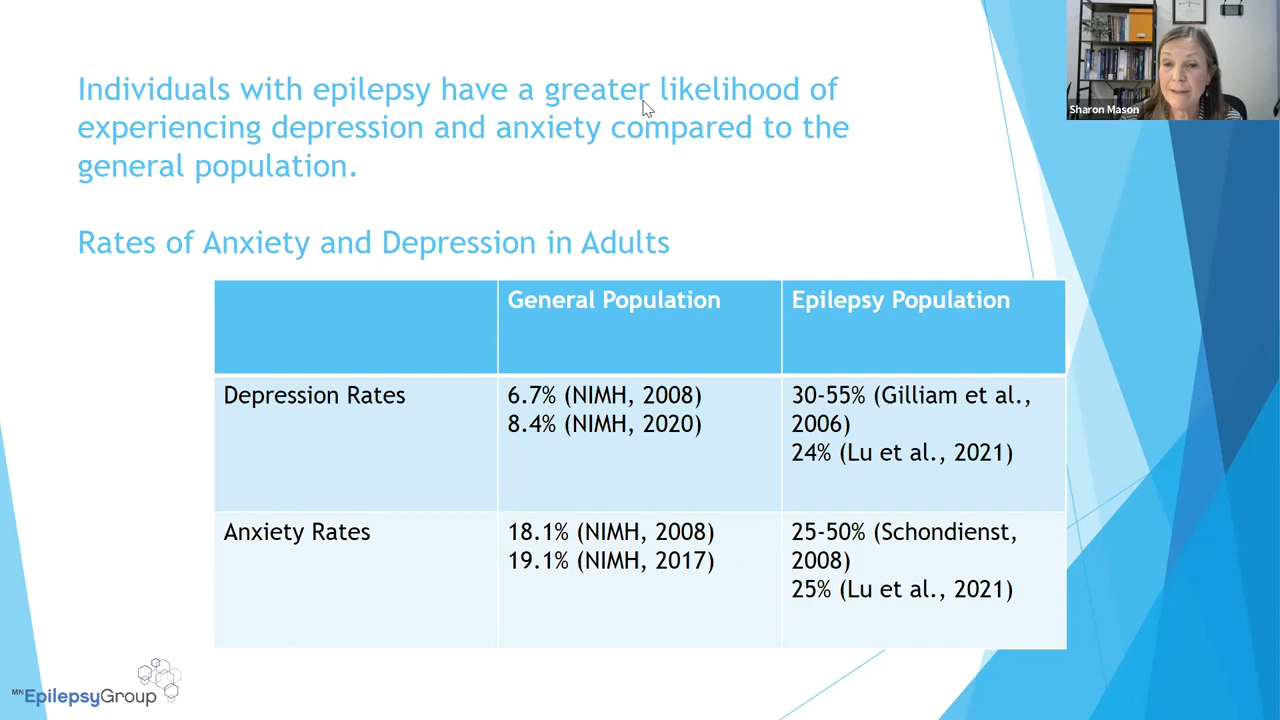 Individuals with epilepsy have a greater likelihood of
experiencing depression and anxiety compared to the
general population.
Rates of Anxiety and Depression in Adults
Sharon Mason
General Population
Epilepsy Population
Depression Rates
6.7% (NIMH, 2008)
8.4% (NIMH, 2020)
30-55% (Gilliam et al.,
2006)
24% (Lu et al., 2021)
Anxiety Rates
18.1% (NIMH, 2008)
19.1% (NIMH, 2017)
25-50% (Schondienst,
2008)
25% (Lu et al., 2021)
MNEpilepsyGroup